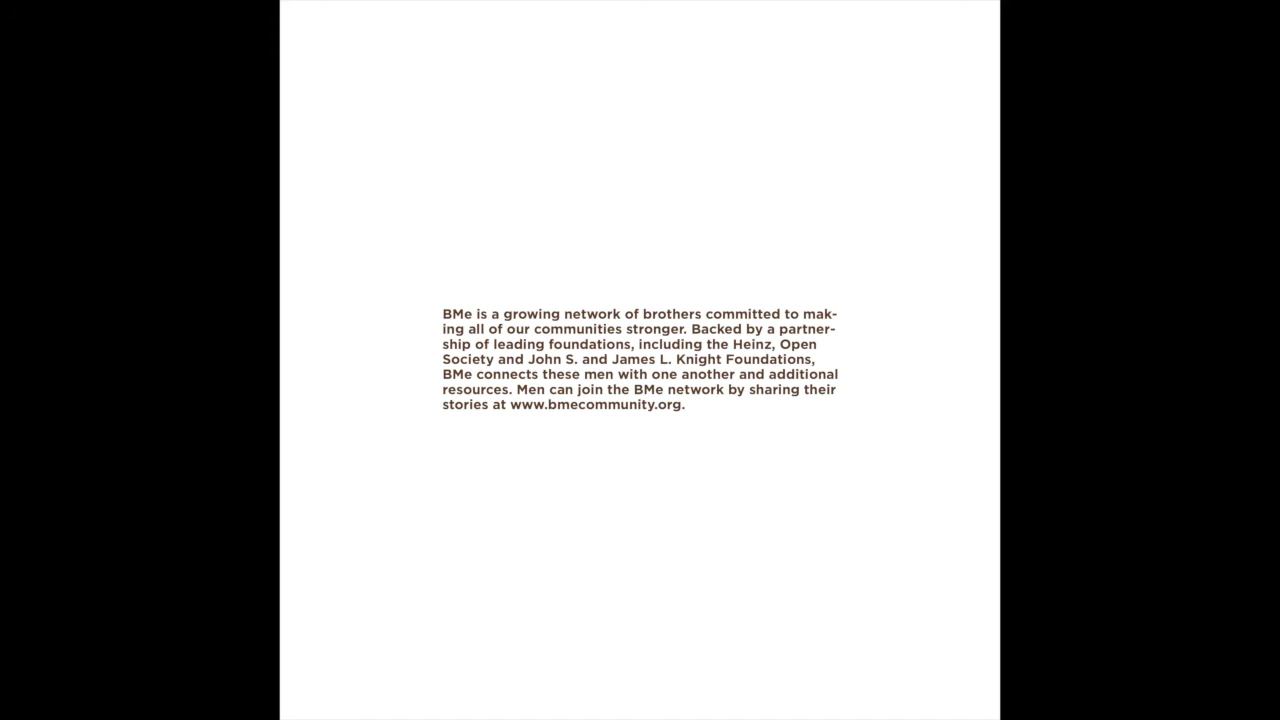 BMe is a growing network of brothers committed to mak-
ing all of our communities stronger. Backed by a partner-
ship of leading foundations, including the Heinz, Open
Society and John S. and James L. Knight Foundations,
BMe connects these men with one another and additional
resources. Men can join the BMe network by sharing their
stories at www.bmecommunity.org.